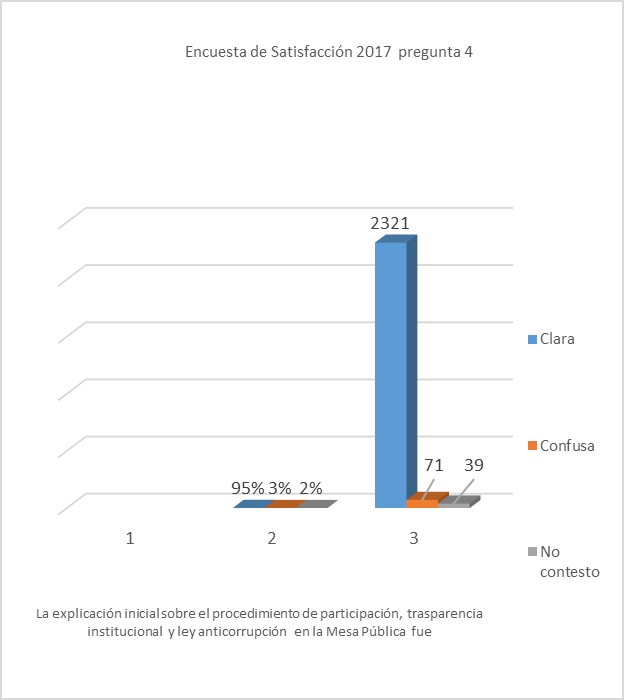 Encuesta de Satisfacción 2017 pregunta 4
2321
Clara
Confusa
71 39
95% 3% 2%
1 2 3
No
contesto
La explicación inicial sobre el procedimiento de participación, trasparencia
institucional y ley anticorrupción en la Mesa Pública fue